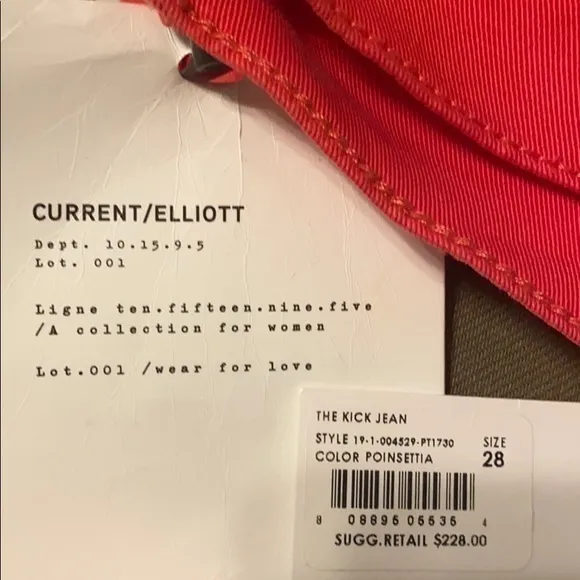 CURRENT/ELLIOTT
Dept. 10.15.9.5
Lot. 001
Ligne ten.fifteen.nine.five
/A collection for women
Lot.001 /wear for love
THE KICK JEAN
STYLE 19-1-004529-PT1730
COLOR POINSETTIA
SIZE
28
8 08895 05535 4
SUGG.RETAIL $228.00